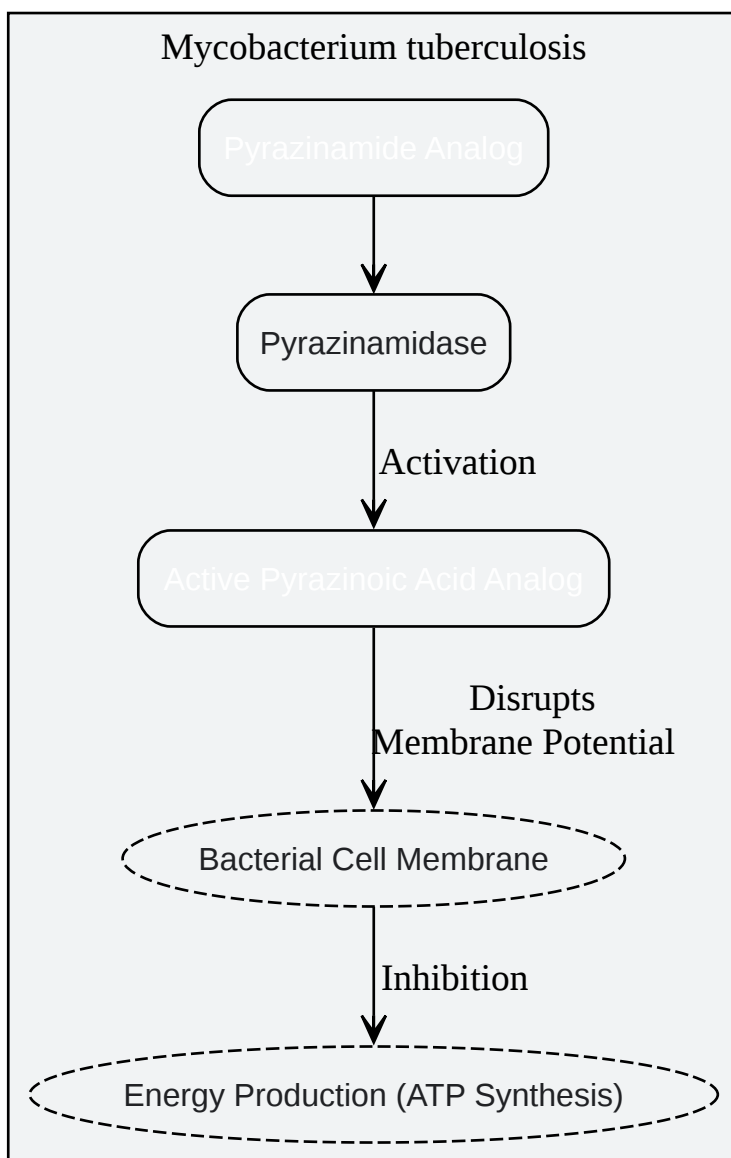 Mycobacterium tuberculosis
Pyrazinamide Analog
Pyrazinamidase
Activation
Active Pyrazinoic Acid Analog
Disrupts
Membrane Potential
Bacterial Cell Membrane
Inhibition
Energy Production (ATP Synthesis)